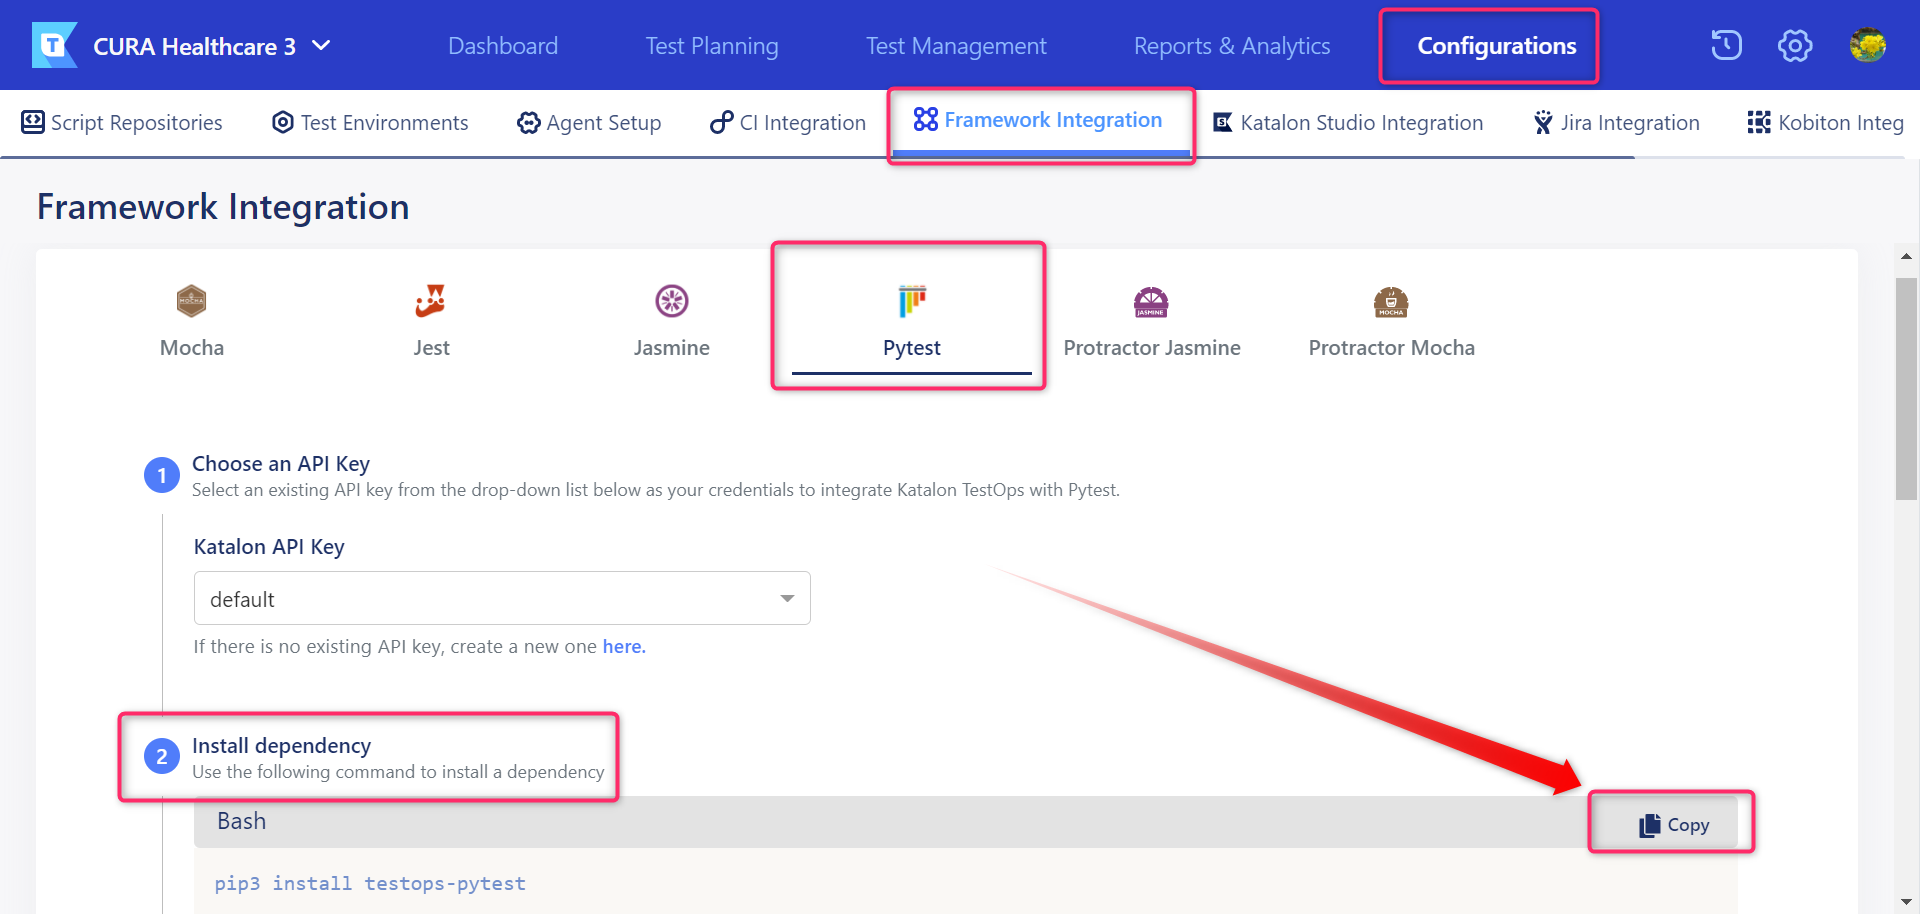 CURA Healthcare 3
Dashboard
Test Planning
Test Management
Reports & Analytics
Configurations
Script Repositories
Test Environments
Agent Setup
CI Integration
Framework Integration
Katalon Studio Integration
Jira Integration
Kobiton Integ
Framework Integration
Mocha
Jest
Jasmine
Pytest
Protractor Jasmine
Protractor Mocha
1
Choose an API Key
Select an existing API key from the drop-down list below as your credentials to integrate Katalon TestOps with Pytest.
Katalon API Key
default
If there is no existing API key, create a new one here.
2
Install dependency
Use the following command to install a dependency
Bash
Copy
pip3 install testops-pytest